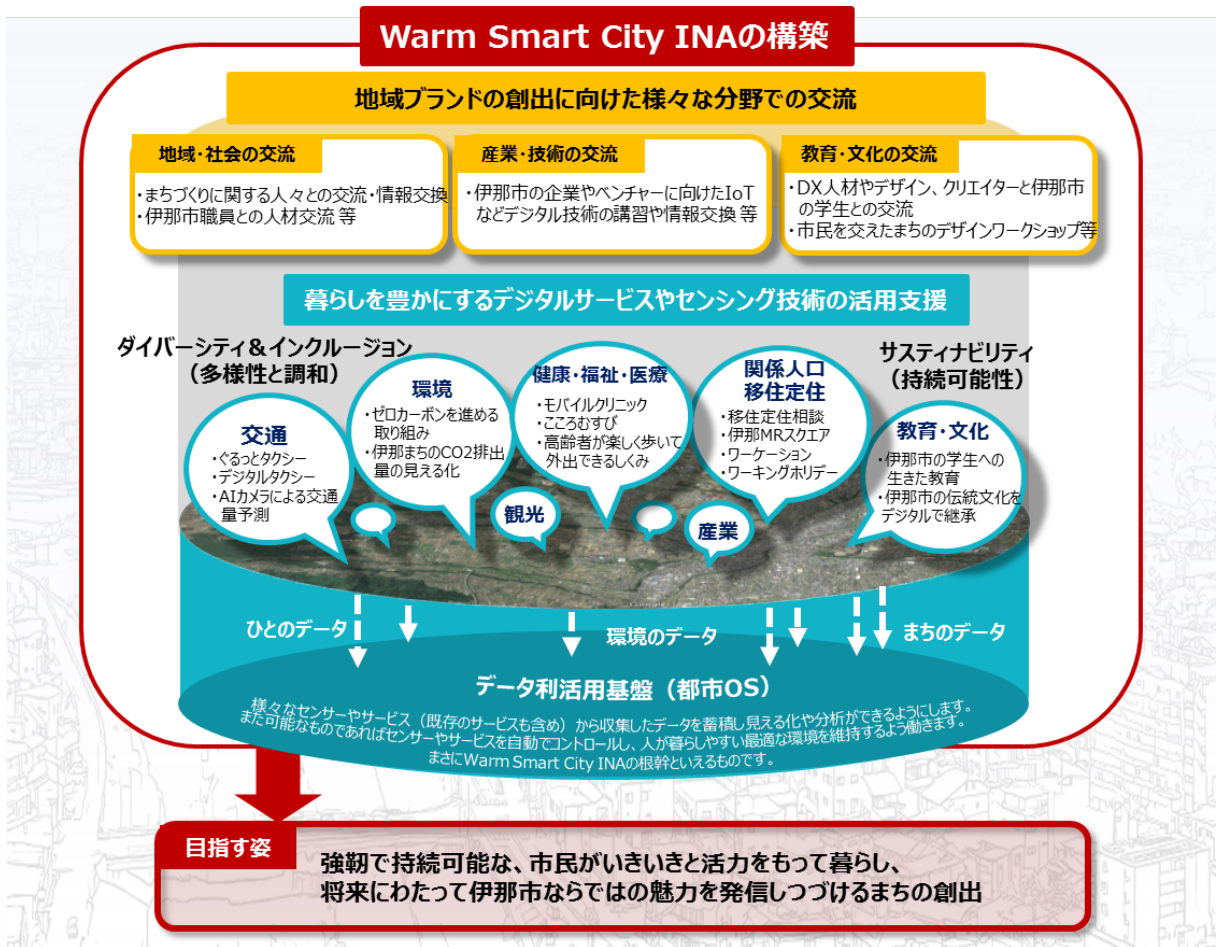 Warm Smart City INAの構築
地域ブランドの創出に向けた様々な分野での交流
地域・社会の交流
・まちづくりに関する人々との交流・情報交換
・伊那市職員との人材交流 等
産業・技術の交流
・伊那市の企業やベンチャーに向けたIoT
などデジタル技術の講習や情報交換 等
教育・文化の交流
・DX人材やデザイン、クリエイターと伊那市
の学生との交流
・市民を交えたまちのデザインワークショップ等
暮らしを豊かにするデジタルサービスやセンシング技術の活用支援
ダイバーシティ&インクルージョン
（多様性と調和）
サスティナビリティ
（持続可能性）
交通
・ぐるっとタクシー
・デジタルタクシー
・AIカメラによる交通
量予測
環境
・ゼロカーボンを進める
取り組み
・伊那まちのCO2排出
量の見える化
健康・福祉・医療
・モバイルクリニック
・こころむすび
・高齢者が楽しく歩いて
外出できるしくみ
関係人口
移住定住
・移住定住相談
・伊那MRスクエア
・ワーケーション
・ワーキングホリデー
教育・文化
・伊那市の学生への
生きた教育
・伊那市の伝統文化を
デジタルで継承
観光
産業
ひとのデータ
環境のデータ
まちのデータ
データ利活用基盤（都市OS）
様々なセンサーやサービス（既存のサービスも含め）から収集したデータを蓄積し見える化や分析ができるようにします。
また可能なものであればセンサーやサービスを自動でコントロールし、人が暮らしやすい最適な環境を維持するよう働きます。
まさにWarm Smart City INAの根幹といえるものです。
目指す姿
強靭で持続可能な、市民がいきいきと活力をもって暮らし、
将来にわたって伊那市ならではの魅力を発信しつづけるまちの創出